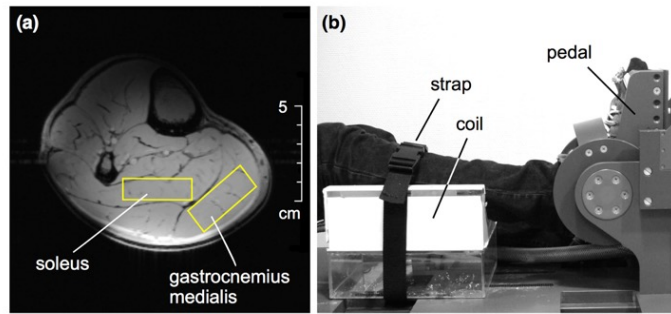 (a)
5
cm
soleus
gastrocnemius
medialis
(b)
pedal
strap
coil